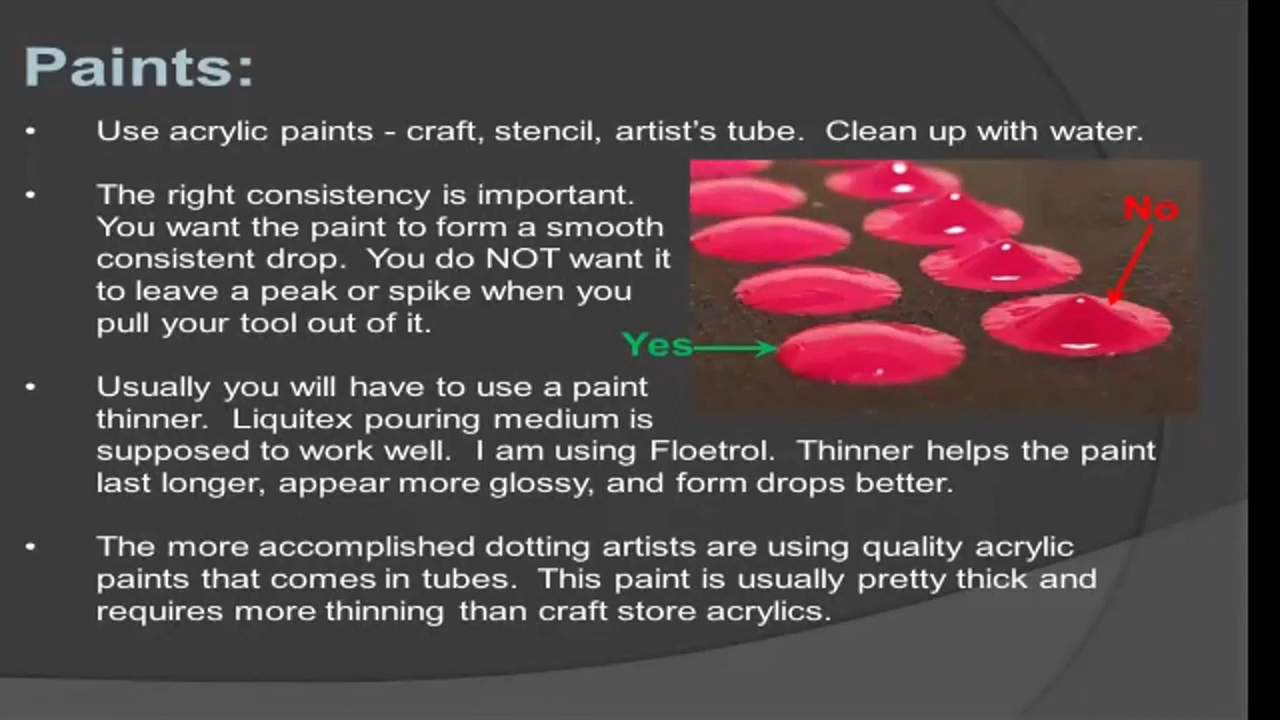 Paints:
• Use acrylic paints - craft, stencil, artist's tube.  Clean up with water.
• The right consistency is important.
You want the paint to form a smooth
consistent drop.  You do NOT want it
to leave a peak or spike when you
pull your tool out of it.
No
Yes
• Usually you will have to use a paint
thinner.  Liquitex pouring medium is
supposed to work well.  I am using Floetrol.  Thinner helps the paint
last longer, appear more glossy, and form drops better.
• The more accomplished dotting artists are using quality acrylic
paints that comes in tubes.  This paint is usually pretty thick and
requires more thinning than craft store acrylics.